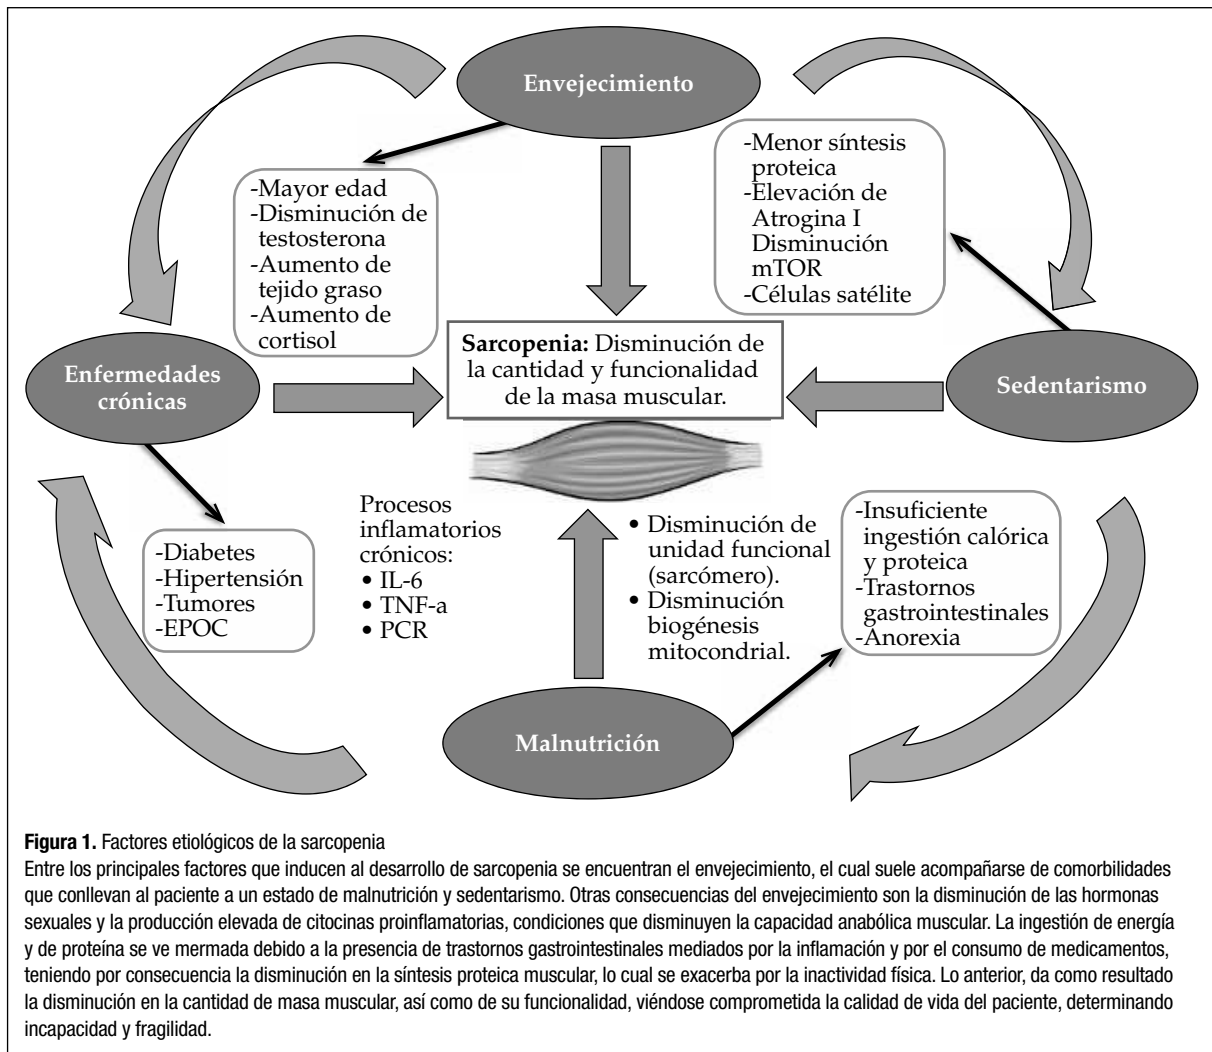 Envejecimiento
-Mayor edad
-Disminución de
testosterona
-Aumento de
tejido graso
-Aumento de
cortisol
-Menor síntesis
proteica
-Elevación de
Atrogina I
Disminución
mTOR
-Células satélite
Enfermedades
crónicas
Sarcopenia: Disminución de
la cantidad y funcionalidad
de la masa muscular.
Sedentarismo
-Diabetes
-Hipertensión
-Tumores
-EPOC
Procesos
inflamatorios
crónicos:
• IL-6
• TNF-a
• PCR
• Disminución de
unidad funcional
(sarcómero).
• Disminución
biogénesis
mitocondrial.
-Insuficiente
ingestión calórica
y proteica
-Trastornos
gastrointestinales
-Anorexia
Malnutrición
Figura 1. Factores etiológicos de la sarcopenia
Entre los principales factores que inducen al desarrollo de sarcopenia se encuentran el envejecimiento, el cual suele acompañarse de comorbilidades
que conllevan al paciente a un estado de malnutrición y sedentarismo. Otras consecuencias del envejecimiento son la disminución de las hormonas
sexuales y la producción elevada de citocinas proinflamatorias, condiciones que disminuyen la capacidad anabólica muscular. La ingestión de energía
y de proteína se ve mermada debido a la presencia de trastornos gastrointestinales mediados por la inflamación y por el consumo de medicamentos,
teniendo por consecuencia la disminución en la síntesis proteica muscular, lo cual se exacerba por la inactividad física. Lo anterior, da como resultado
la disminución en la cantidad de masa muscular, así como de su funcionalidad, viéndose comprometida la calidad de vida del paciente, determinando
incapacidad y fragilidad.